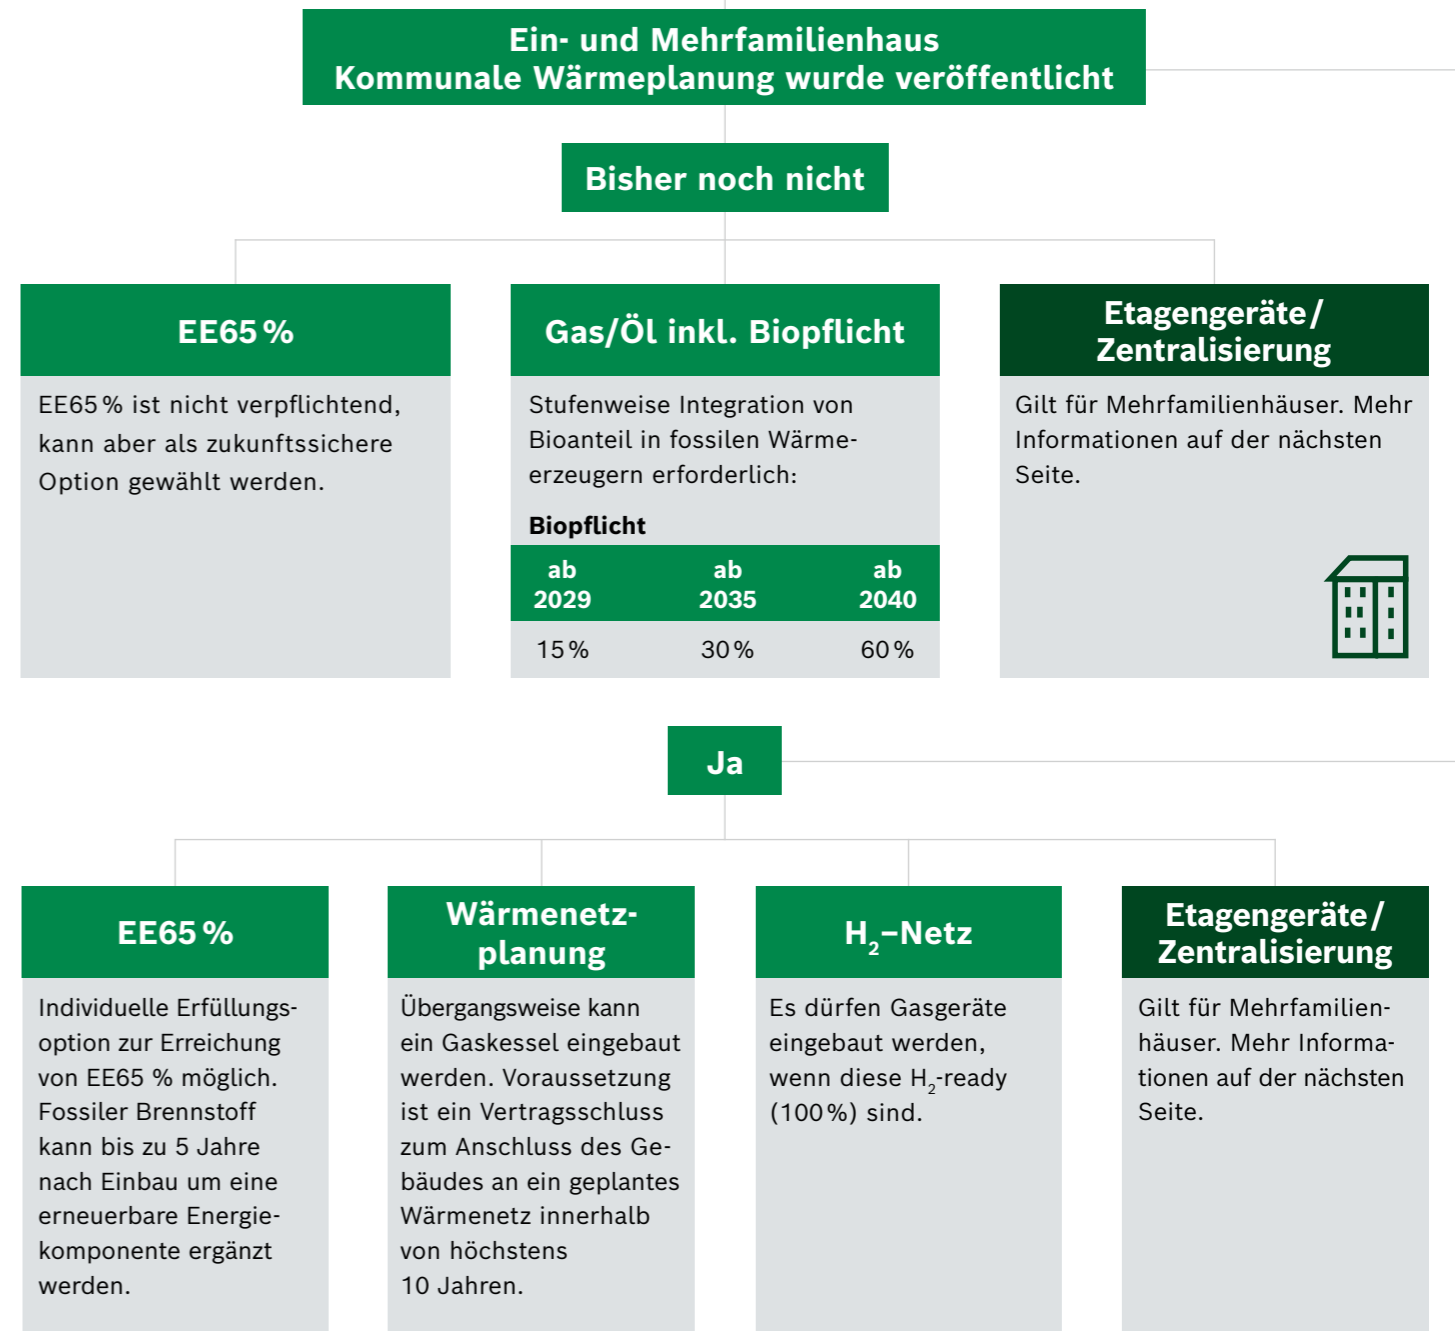 Ein- und Mehrfamilienhaus
Kommunale Wärmeplanung wurde veröffentlicht
Bisher noch nicht
EE65 %
EE65 % ist nicht verpflichtend,
kann aber als zukunftssichere
Option gewählt werden.
Gas/Öl inkl. Biopflicht
Stufenweise Integration von
Bioanteil in fossilen Wärme-
erzeugern erforderlich:
Biopflicht
ab ab ab
2029 2035 2040
15 % 30 % 60 %
Etagengeräte/
Zentralisierung
Gilt für Mehrfamilienhäuser. Mehr
Informationen auf der nächsten
Seite.
Ja
EE65 %
Individuelle Erfüllungs-
option zur Erreichung
von EE65 % möglich.
Fossiler Brennstoff
kann bis zu 5 Jahre
nach Einbau um eine
erneuerbare Energie-
komponente ergänzt
werden.
Wärmenetz-
planung
Übergangsweise kann
ein Gaskessel eingebaut
werden. Voraussetzung
ist ein Vertragsschluss
zum Anschluss des Ge-
bäudes an ein geplantes
Wärmenetz innerhalb
von höchstens
10 Jahren.
H₂–Netz
Es dürfen Gasgeräte
eingebaut werden,
wenn diese H₂-ready
(100 %) sind.
Etagengeräte/
Zentralisierung
Gilt für Mehrfamilien-
häuser. Mehr Informa-
tionen auf der nächsten
Seite.